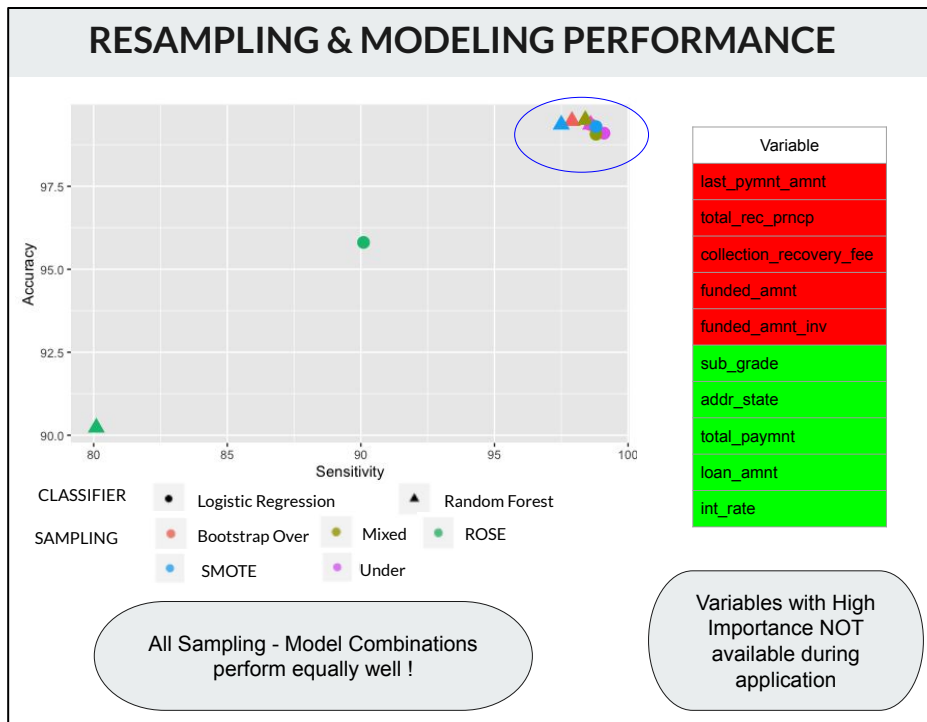 RESAMPLING & MODELING PERFORMANCE
Accuracy
97.5
95.0
92.5
90.0
80
85
90
95
100
Sensitivity
CLASSIFIER
Logistic Regression
Random Forest
SAMPLING
Bootstrap Over
Mixed
ROSE
SMOTE
Under
Variable
last_pymnt_amnt
total_rec_prncp
collection_recovery_fee
funded_amnt
funded_amnt_inv
sub_grade
addr_state
total_paymnt
loan_amnt
int_rate
All Sampling - Model Combinations
perform equally well !
Variables with High
Importance NOT
available during
application